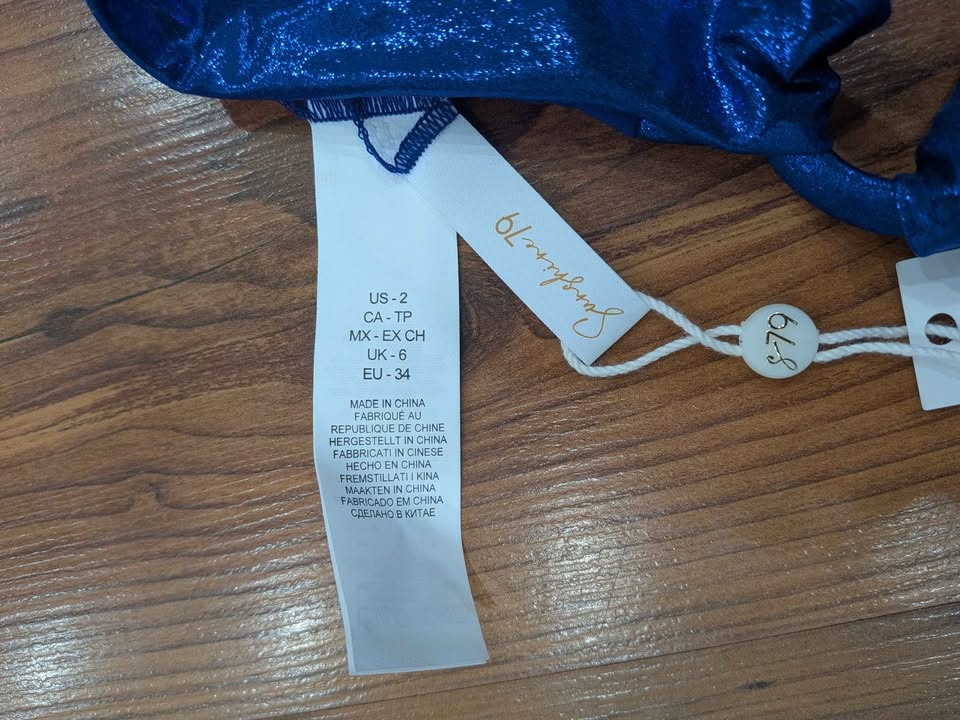 US - 2
CA - TP
MX - EX CH
UK - 6
EU - 34
MADE IN CHINA
FABRIQUÉ AU
REPUBLIQUE DE CHINE
HERGESTELLT IN CHINA
FABBRICATI IN CINESE
HECHO EN CHINA
FREMSTILLATI I KINA
MAAKTEN IN CHINA
FABRICADO EM CHINA
СДЕЛАНО В КИТАЕ
Sunshine79
S79